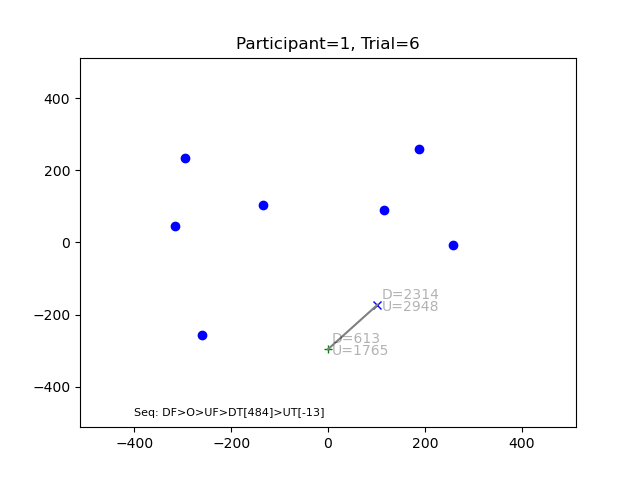 Participant=1, Trial=6
400
200
0
−200
−400
D=2314
U=2948
D=613
U=1765
Seq: DF>O>UF>DT[484]>UT[-13]
−400 −200 0 200 400